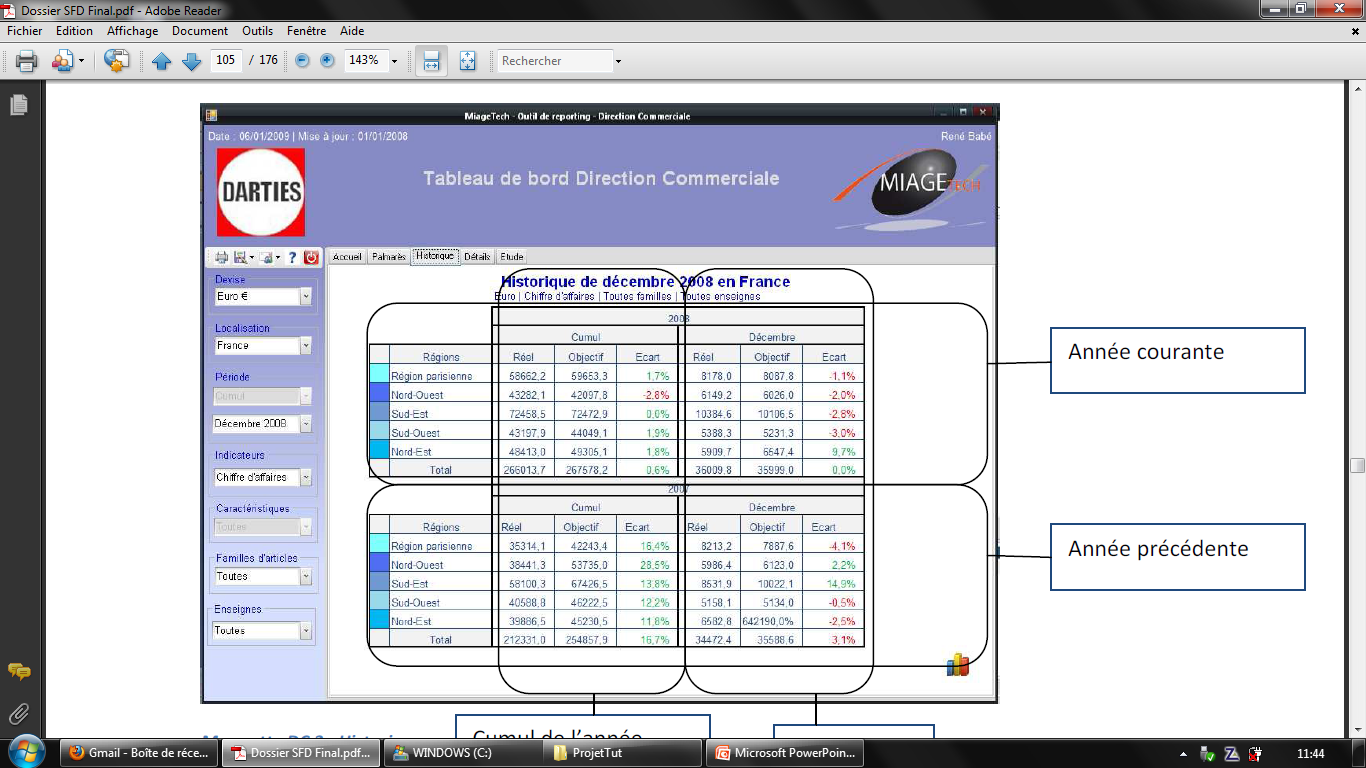 Dossier SFD Final.pdf - Adobe Reader
Fichier Edition Affichage Document Outils Fenêtre Aide
105 / 176 143% Rechercher
MiageTech - Outil de reporting - Direction Commerciale
Date : 06/01/2009 | Mise à jour : 01/01/2008 René Babé
DARTIES
Tableau de bord Direction Commerciale
MIAGETECH
Accueil Palmarès Historique Détails Etude
Devise
Euro €
Localisation
France
Période
Cumul
Décembre 2008
Indicateurs
Chiffre d'affaires
Caractéristiques
Toutes
Familles d'articles
Toutes
Enseignes
Toutes
Historique de décembre 2008 en France
Euro | Chiffre d'affaires | Toutes familles | Toutes enseignes
2008
Cumul Décembre
Régions Réel Objectif Ecart Réel Objectif Ecart
Région parisienne 58662,2 59653,3 1,7% 8178,0 8087,8 -1,1%
Nord-Ouest 43282,1 42097,8 -2,8% 6149,2 6026,0 -2,0%
Sud-Est 72458,5 72472,9 0,0% 10384,6 10106,5 -2,8%
Sud-Ouest 43197,9 44049,1 1,9% 5388,3 5231,3 -3,0%
Nord-Est 48413,0 49305,1 1,8% 5909,7 6547,4 9,7%
Total 266013,7 267578,2 0,6% 36009,8 35999,0 0,0%
2007
Cumul Décembre
Régions Réel Objectif Ecart Réel Objectif Ecart
Région parisienne 35314,1 42243,4 16,4% 8213,2 7887,6 -4,1%
Nord-Ouest 38441,3 53735,0 28,5% 5986,4 6123,0 2,2%
Sud-Est 58100,3 67426,5 13,8% 8531,9 10022,1 14,9%
Sud-Ouest 40588,8 46222,5 12,2% 5158,1 5134,0 -0,5%
Nord-Est 39886,5 45230,5 11,8% 6582,8 642190,0% -2,5%
Total 212331,0 254857,9 16,7% 34472,4 35588,6 3,1%
Année courante
Année précédente
Cumul de l'année
Gmail - Boîte de réce... Dossier SFD Final.pdf... WINDOWS (C:) ProjetTut Microsoft PowerPoin... 11:44